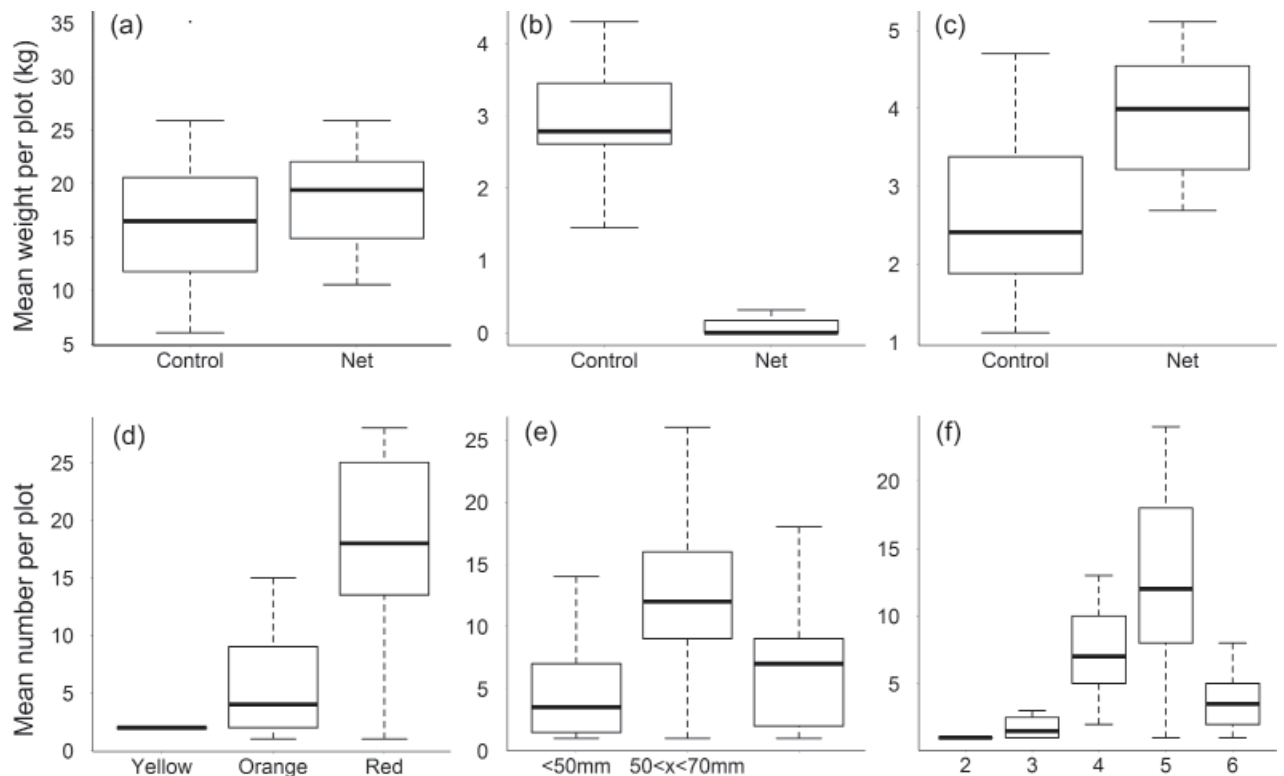 Mean weight per plot (kg)
(a)
35
30
25
20
15
10
5
Control Net
(b)
4
3
2
1
0
Control Net
(c)
5
4
3
2
1
Control Net
Mean number per plot
(d)
25
20
15
10
5
0
Yellow Orange Red
(e)
25
20
15
10
5
0
<50mm 50<x<70mm
(f)
20
15
10
5
2 3 4 5 6